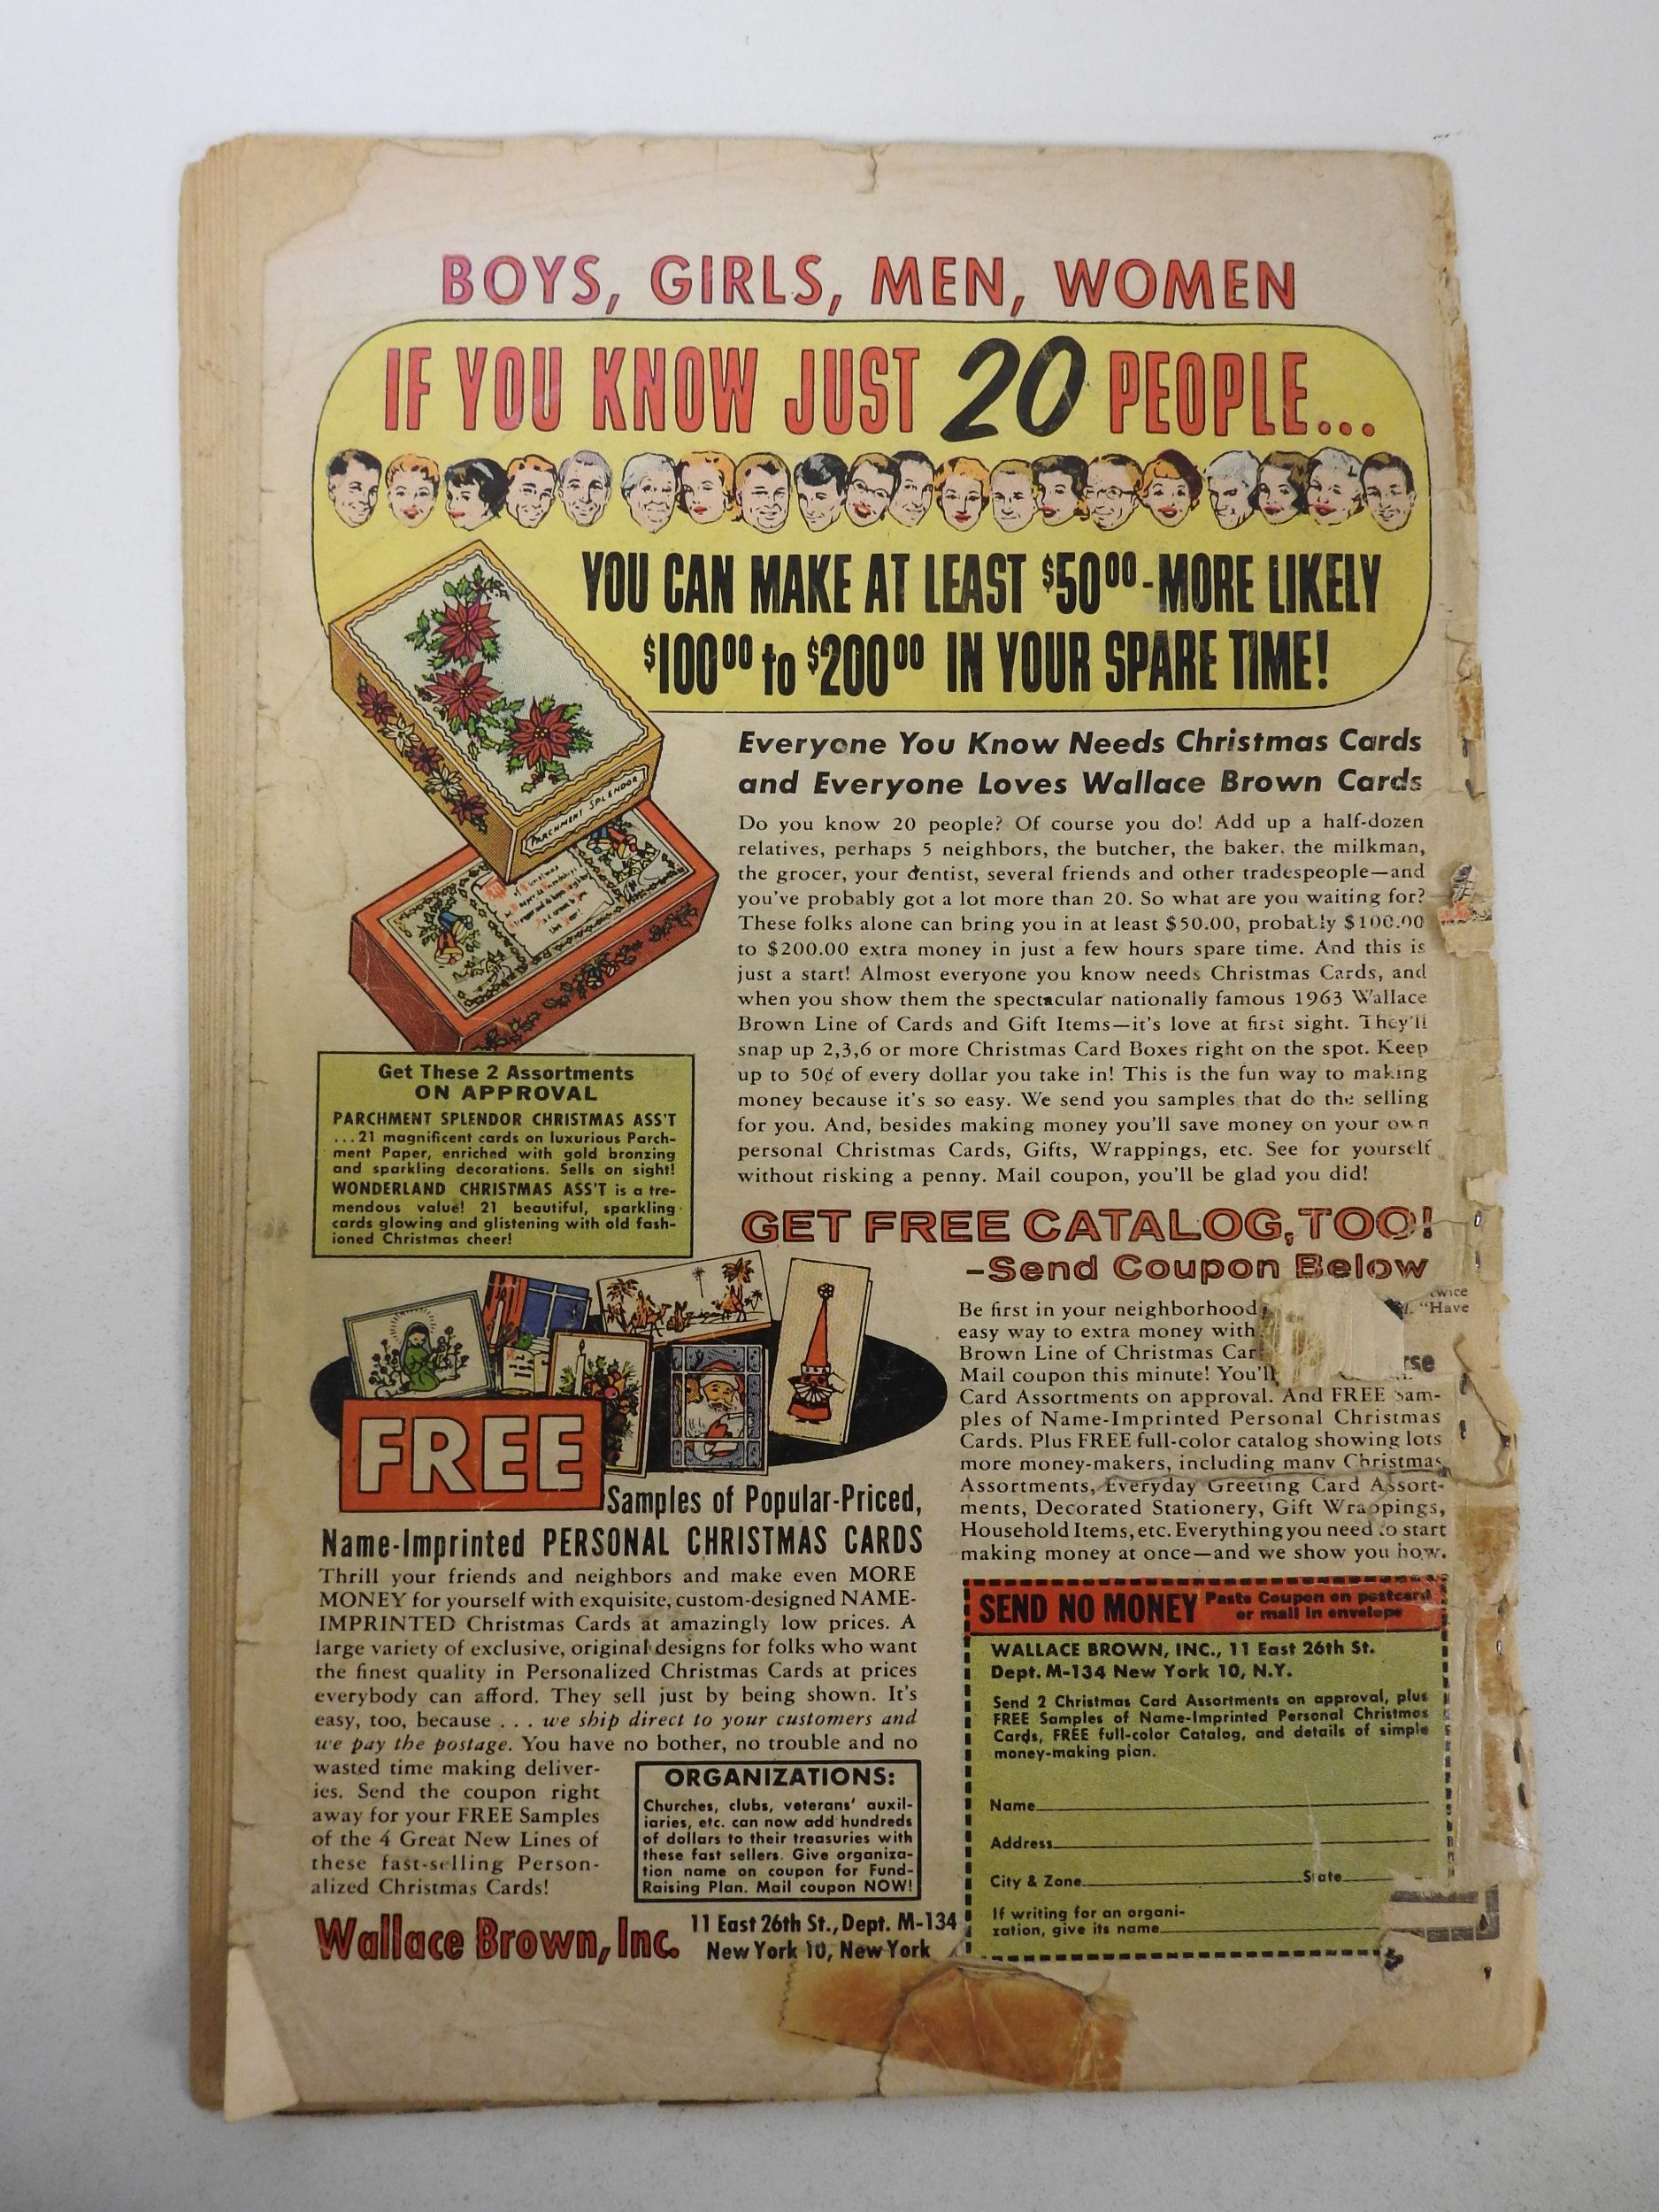 BOYS, GIRLS, MEN, WOMEN
IF YOU KNOW JUST 20 PEOPLE...
YOU CAN MAKE AT LEAST $50⁰⁰-MORE LIKELY
$100⁰⁰ to $200⁰⁰ IN YOUR SPARE TIME!
PARCHMENT SPLENDOR
Everyone You Know Needs Christmas Cards
and Everyone Loves Wallace Brown Cards
Do you know 20 people? Of course you do! Add up a half-dozen
relatives, perhaps 5 neighbors, the butcher, the baker, the milkman,
the grocer, your dentist, several friends and other tradespeople—and
you've probably got a lot more than 20. So what are you waiting for?
These folks alone can bring you in at least $50.00, probably $100.00
to $200.00 extra money in just a few hours spare time. And this is
just a start! Almost everyone you know needs Christmas Cards, and
when you show them the spectacular nationally famous 1963 Wallace
Brown Line of Cards and Gift Items—it's love at first sight. They'll
snap up 2,3,6 or more Christmas Card Boxes right on the spot. Keep
up to 50¢ of every dollar you take in! This is the fun way to making
money because it's so easy. We send you samples that do the selling
for you. And, besides making money you'll save money on your own
personal Christmas Cards, Gifts, Wrappings, etc. See for yourself
without risking a penny. Mail coupon, you'll be glad you did!
Get These 2 Assortments
ON APPROVAL
PARCHMENT SPLENDOR CHRISTMAS ASS'T
...21 magnificent cards on luxurious Parch-
ment Paper, enriched with gold bronzing
and sparkling decorations. Sells on sight!
WONDERLAND CHRISTMAS ASS'T is a tre-
mendous value! 21 beautiful, sparkling
cards glowing and glistening with old fash-
ioned Christmas cheer!
GET FREE CATALOG, TOO!
-Send Coupon Below
Be first in your neighborhood
easy way to extra money with
Brown Line of Christmas
Mail coupon this minute! You'll
Card Assortments on approval. And FREE Sam-
ples of Name-Imprinted Personal Christmas
Cards. Plus FREE full-color catalog showing lots
more money-makers, including many Christmas
Assortments, Everyday Greeting Card Assort-
ments, Decorated Stationery, Gift Wrappings,
Household Items, etc. Everything you need to start
making money at once—and we show you how.
"Have
FREE
Samples of Popular-Priced,
Name-Imprinted PERSONAL CHRISTMAS CARDS
Thrill your friends and neighbors and make even MORE
MONEY for yourself with exquisite, custom-designed NAME-
IMPRINTED Christmas Cards at amazingly low prices. A
large variety of exclusive, original designs for folks who want
the finest quality in Personalized Christmas Cards at prices
everybody can afford. They sell just by being shown. It's
easy, too, because . . . we ship direct to your customers and
we pay the postage. You have no bother, no trouble and no
wasted time making deliver-
ies. Send the coupon right
away for your FREE Samples
of the 4 Great New Lines of
these fast-selling Person-
alized Christmas Cards!
ORGANIZATIONS:
Churches, clubs, veterans' auxil-
iaries, etc. can now add hundreds
of dollars to their treasuries with
these fast sellers. Give organiza-
tion name on coupon for Fund-
Raising Plan. Mail coupon NOW!
Wallace Brown, Inc. 11 East 26th St., Dept. M-134
New York 10, New York
SEND NO MONEY Paste Coupon on postcard
or mail in envelope
WALLACE BROWN, INC., 11 East 26th St.
Dept. M-134 New York 10, N.Y.
Send 2 Christmas Card Assortments on approval, plus
FREE Samples of Name-Imprinted Personal Christmas
Cards, FREE full-color Catalog, and details of simple
money-making plan.
Name
Address
City & Zone State
If writing for an organi-
zation, give its name